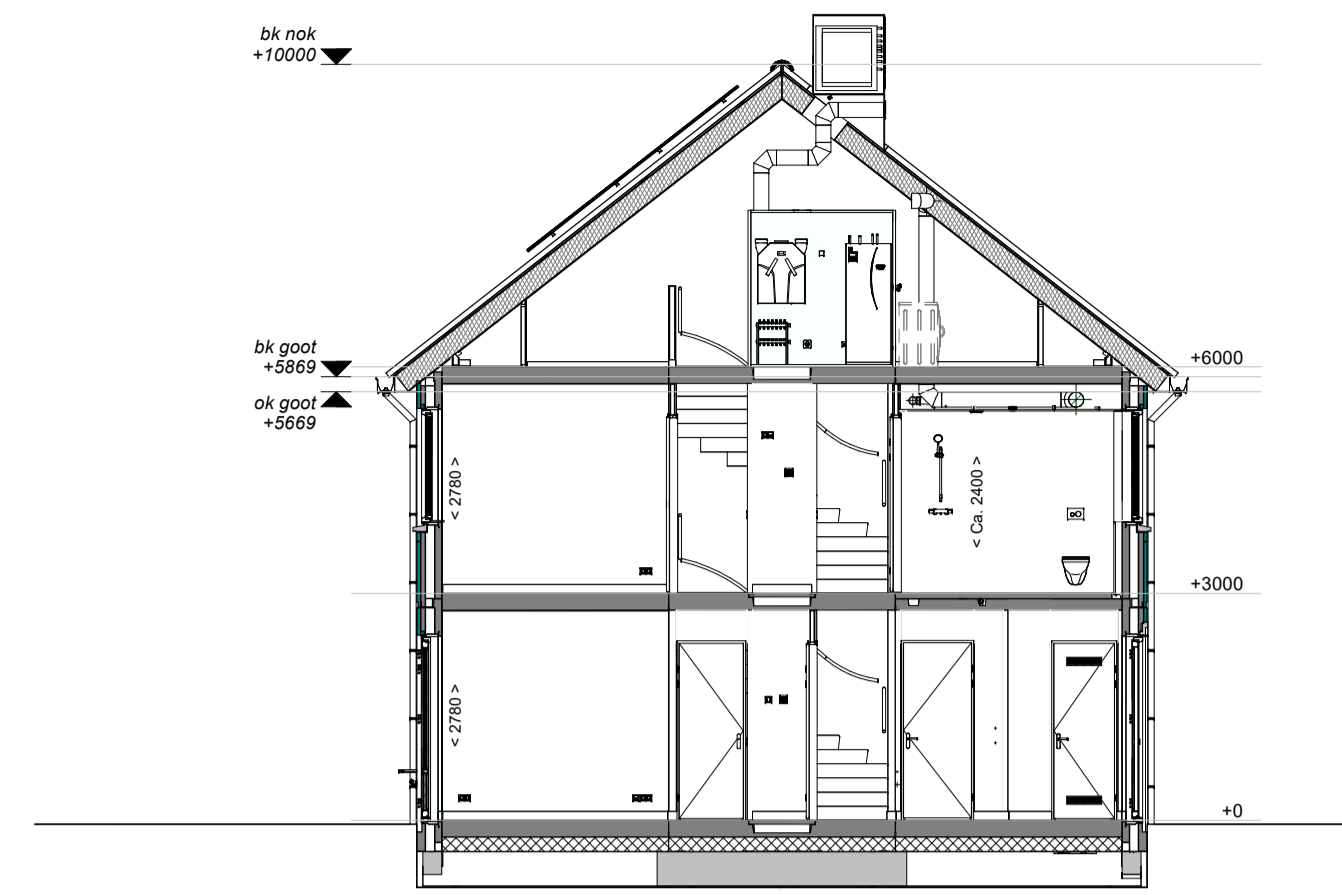 bk nok
+10000
bk goot
+5869
+6000
ok goot
+5669
< 2780 >
< Ca. 2400 >
+3000
< 2780 >
+0